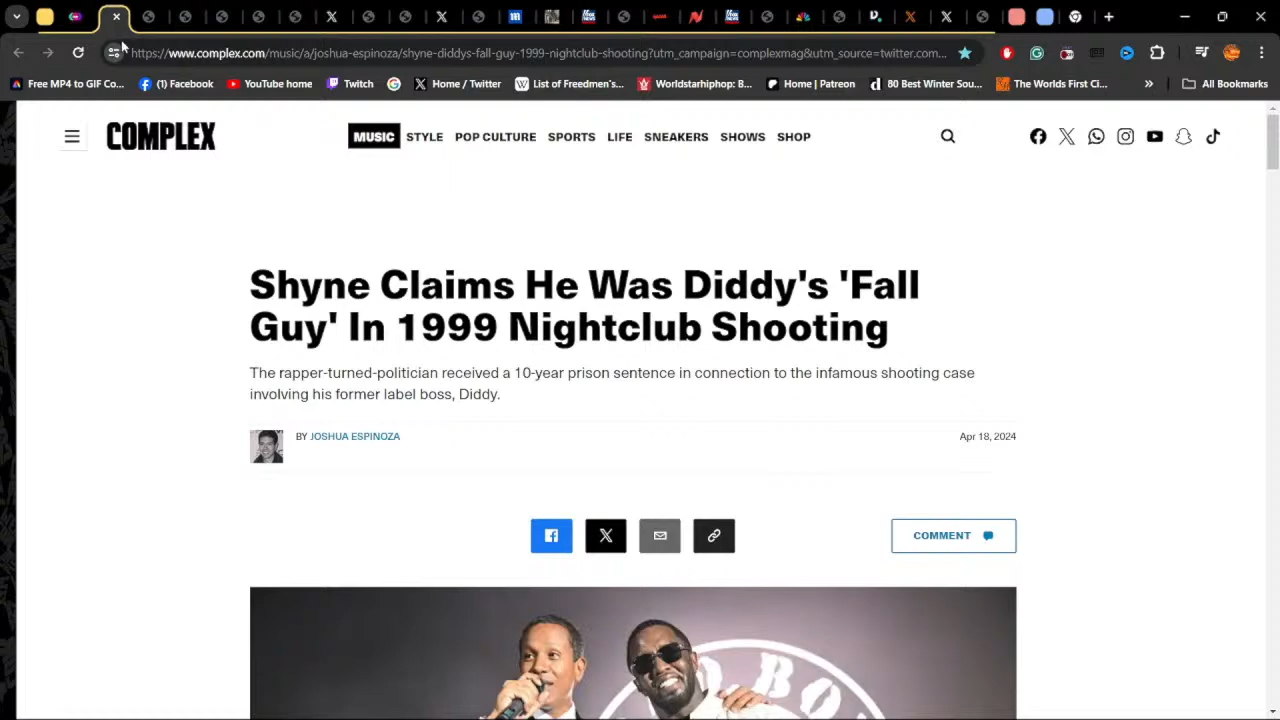 https://www.complex.com/music/a/joshua-espinoza/shyne-diddys-fall-guy-1999-nightclub-shooting?utm_campaign=complexmag&utm_source=twitter.com...
Free MP4 to GIF Co...
(1) Facebook
YouTube home
Twitch
Home / Twitter
List of Freedmen's...
Worldstarhiphop: B...
Home | Patreon
80 Best Winter Sou...
The Worlds First Cl...
»
All Bookmarks
COMPLEX
MUSIC STYLE POP CULTURE SPORTS LIFE SNEAKERS SHOWS SHOP
Shyne Claims He Was Diddy's 'Fall
Guy' In 1999 Nightclub Shooting
The rapper-turned-politician received a 10-year prison sentence in connection to the infamous shooting case
involving his former label boss, Diddy.
BY JOSHUA ESPINOZA
Apr 18, 2024
COMMENT